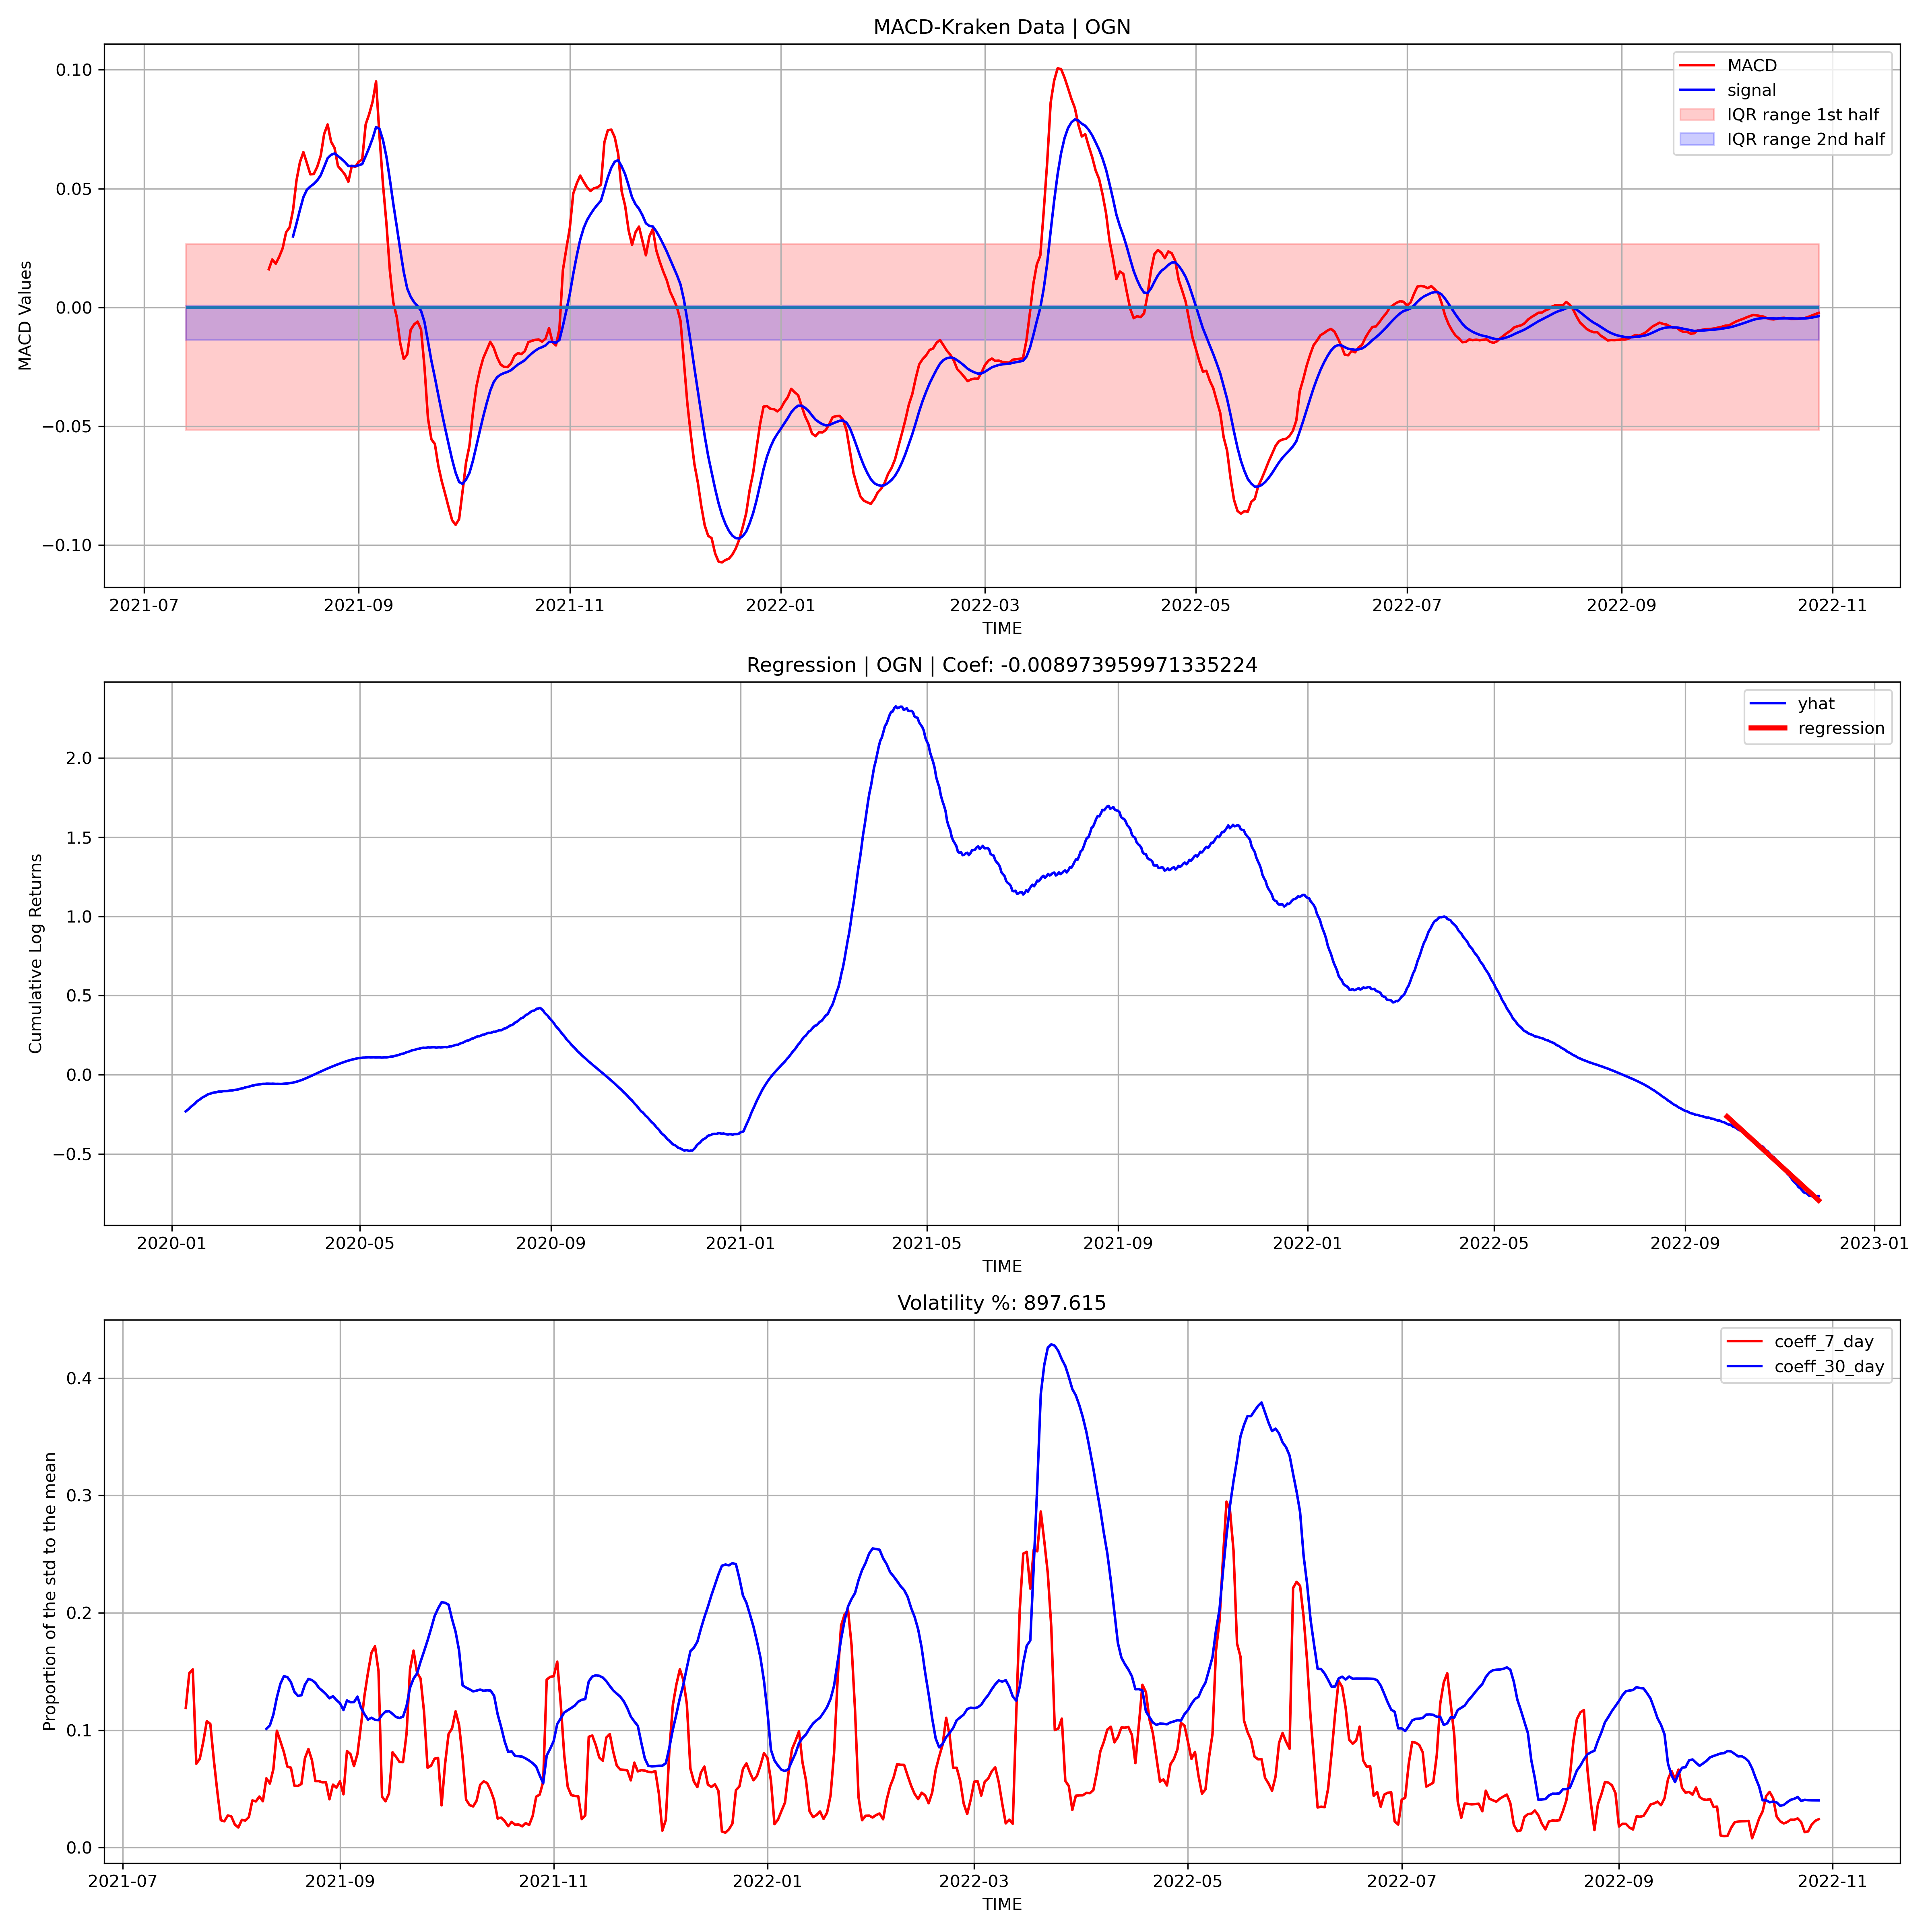 MACD-Kraken Data | OGN
MACD Values
0.10
0.05
0.00
−0.05
−0.10
MACD
signal
IQR range 1st half
IQR range 2nd half
2021-07 2021-09 2021-11 2022-01 2022-03 2022-05 2022-07 2022-09 2022-11
TIME
Regression | OGN | Coef: -0.008973959971335224
Cumulative Log Returns
2.0
1.5
1.0
0.5
0.0
−0.5
yhat
regression
2020-01 2020-05 2020-09 2021-01 2021-05 2021-09 2022-01 2022-05 2022-09 2023-01
TIME
Volatility %: 897.615
Proportion of the std to the mean
0.4
0.3
0.2
0.1
0.0
coeff_7_day
coeff_30_day
2021-07 2021-09 2021-11 2022-01 2022-03 2022-05 2022-07 2022-09 2022-11
TIME